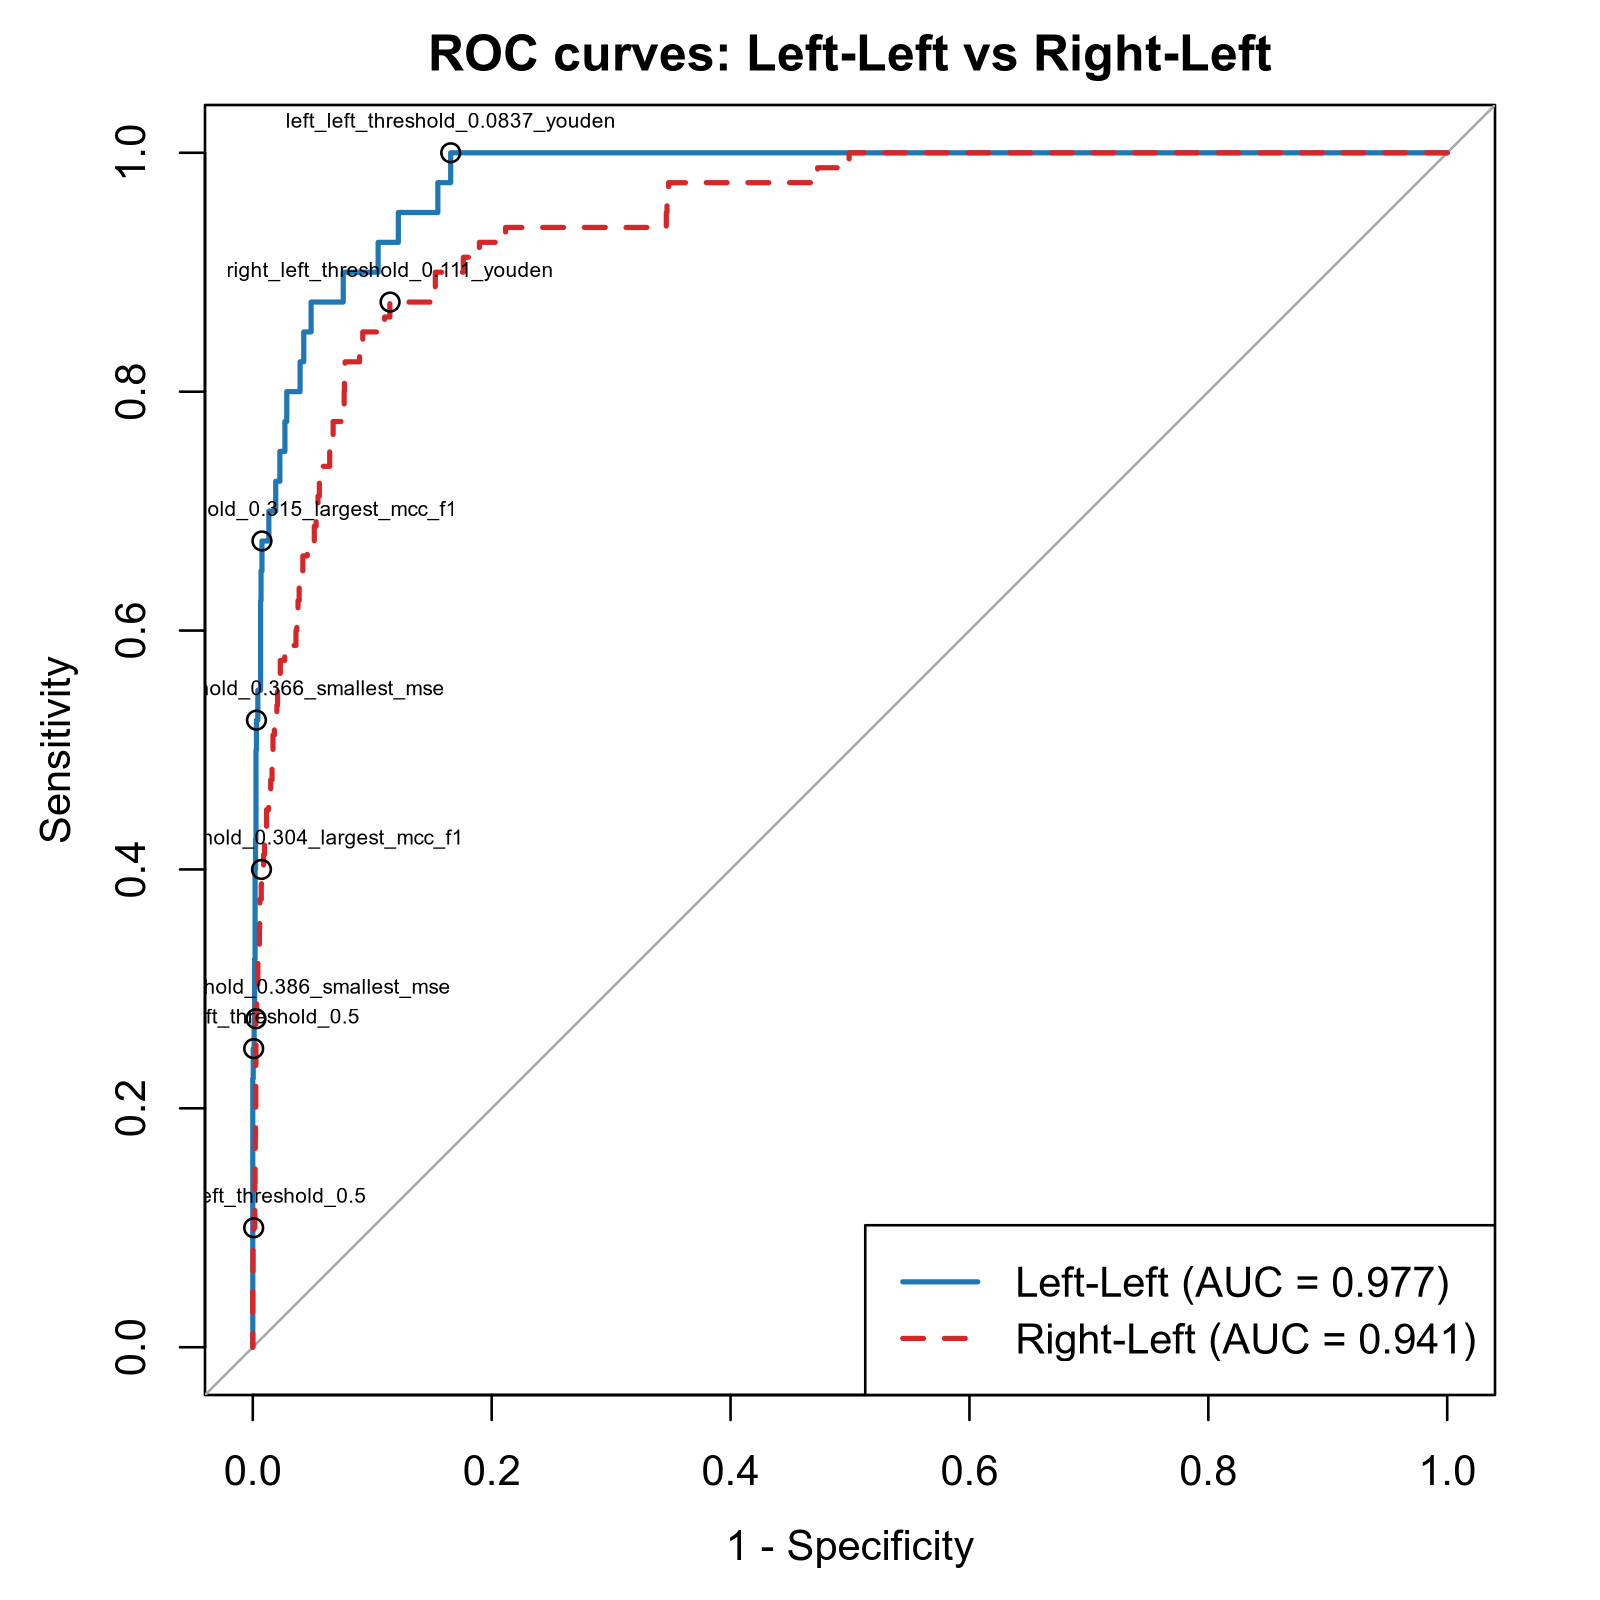 ROC curves: Left-Left vs Right-Left
left_left_threshold_0.0837_youden
right_left_threshold_0.111_youden
old_0.315_largest_mcc_f1
hold_0.366_smallest_mse
hold_0.304_largest_mcc_f1
hold_0.386_smallest_mse
ft_threshold_0.5
eft_threshold_0.5
Sensitivity
1.0
0.8
0.6
0.4
0.2
0.0
Left-Left (AUC = 0.977)
Right-Left (AUC = 0.941)
0.0 0.2 0.4 0.6 0.8 1.0
1 - Specificity